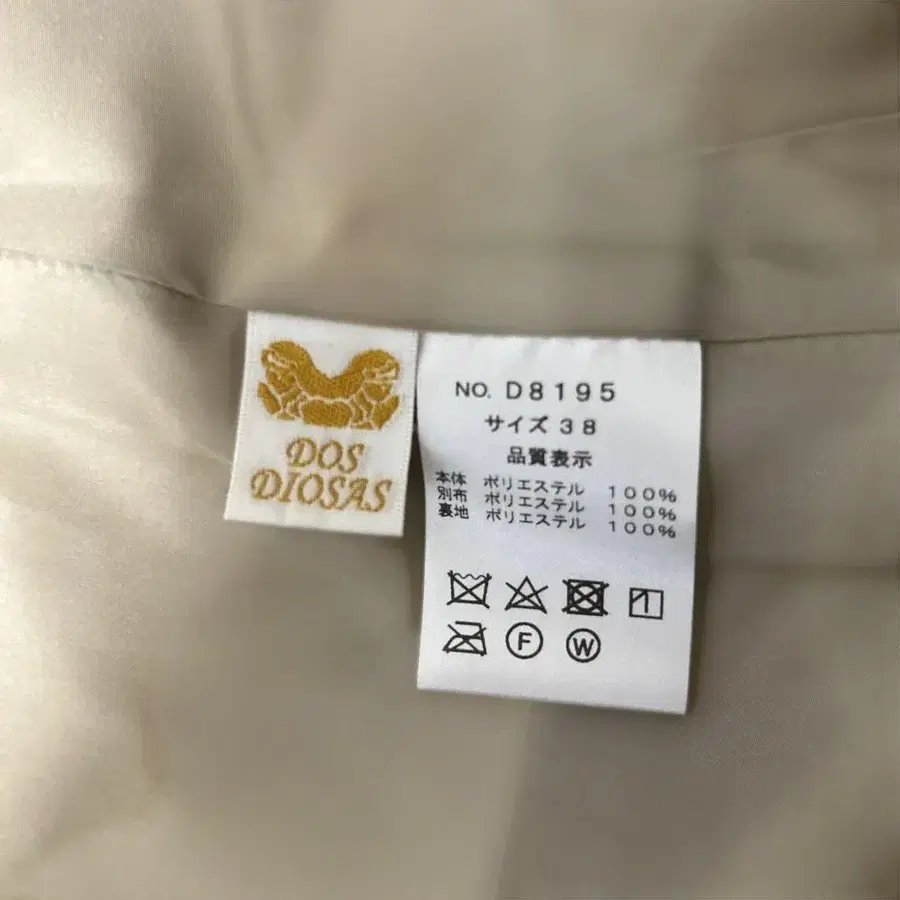 DOS
DIOSAS
NO. D8195
サイズ 38
品質表示
本体 ポリエステル 100%
別布 ポリエステル 100%
裏地 ポリエステル 100%
F W